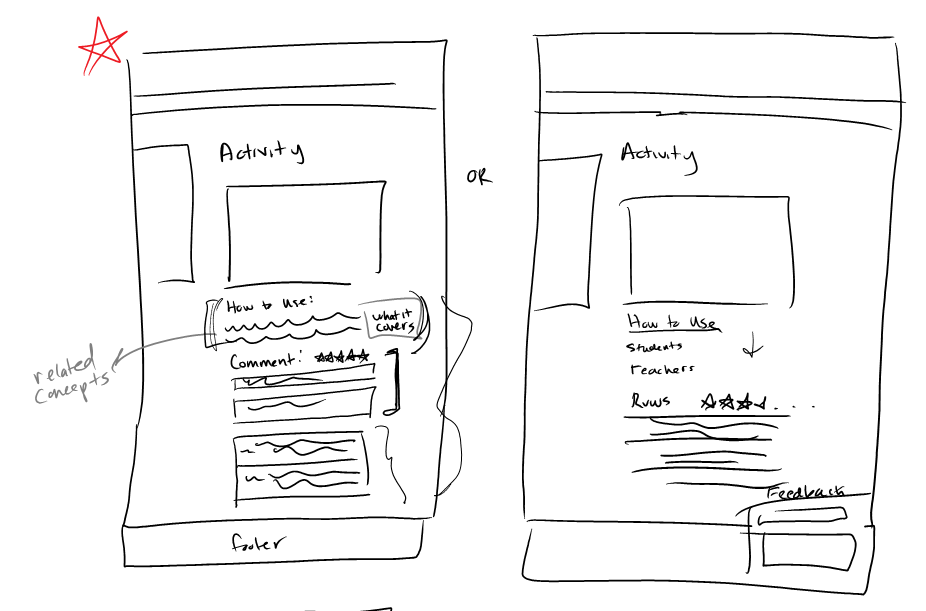 Activity
How to use:
what it
covers
Comment:
related
concepts
footer
OR
Activity
How to Use
Students
Teachers
Rvws
Feedback